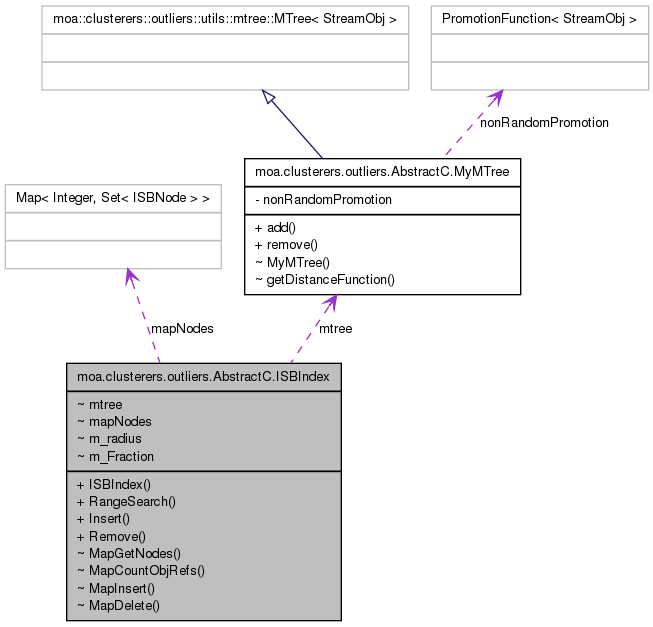 moa::clusterers::outliers::utils::mtree::MTree< StreamObj >
PromotionFunction< StreamObj >
nonRandomPromotion
moa.clusterers.outliers.AbstractC.MyMTree
- nonRandomPromotion
+ add()
+ remove()
~ MyMTree()
~ getDistanceFunction()
Map< Integer, Set< ISBNode > >
mapNodes
mtree
moa.clusterers.outliers.AbstractC.ISBIndex
~ mtree
~ mapNodes
~ m_radius
~ m_Fraction
+ ISBIndex()
+ RangeSearch()
+ Insert()
+ Remove()
~ MapGetNodes()
~ MapCountObjRefs()
~ MapInsert()
~ MapDelete()